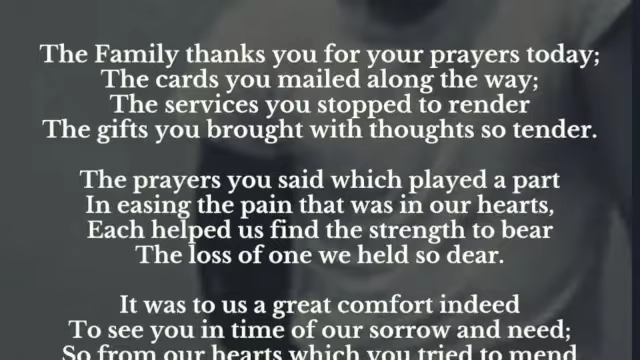 The Family thanks you for your prayers today;
The cards you mailed along the way;
The services you stopped to render
The gifts you brought with thoughts so tender.
The prayers you said which played a part
In easing the pain that was in our hearts,
Each helped us find the strength to bear
The loss of one we held so dear.
It was to us a great comfort indeed
To see you in time of our sorrow and need;
So from our hearts which you tried to mend